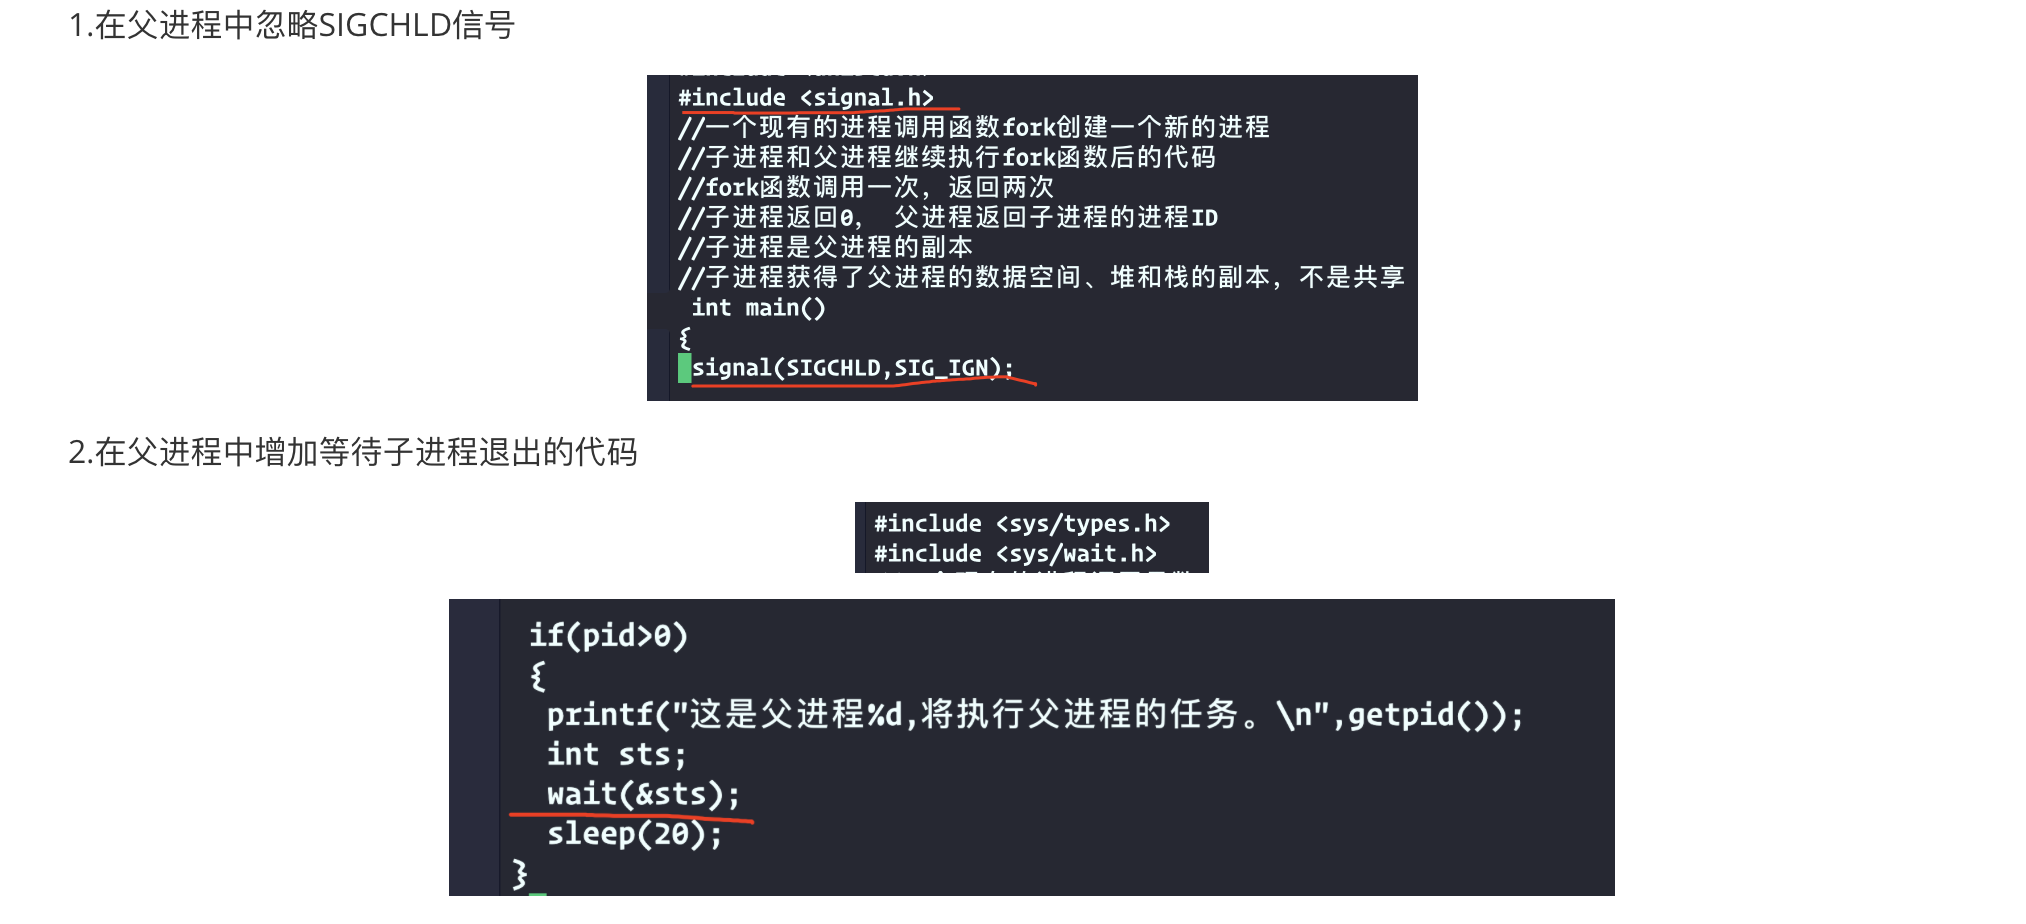 1.在父进程中忽略SIGCHLD信号
#include <signal.h>
//一个现有的进程调用函数fork创建一个新的进程
//子进程和父进程继续执行fork函数后的代码
//fork函数调用一次，返回两次
//子进程返回0， 父进程返回子进程的进程ID
//子进程是父进程的副本
//子进程获得了父进程的数据空间、堆和栈的副本，不是共享
int main()
{
signal(SIGCHLD,SIG_IGN);
2.在父进程中增加等待子进程退出的代码
#include <sys/types.h>
#include <sys/wait.h>
if(pid>0)
{
printf("这是父进程%d,将执行父进程的任务。\n",getpid());
int sts;
wait(&sts);
sleep(20);
}